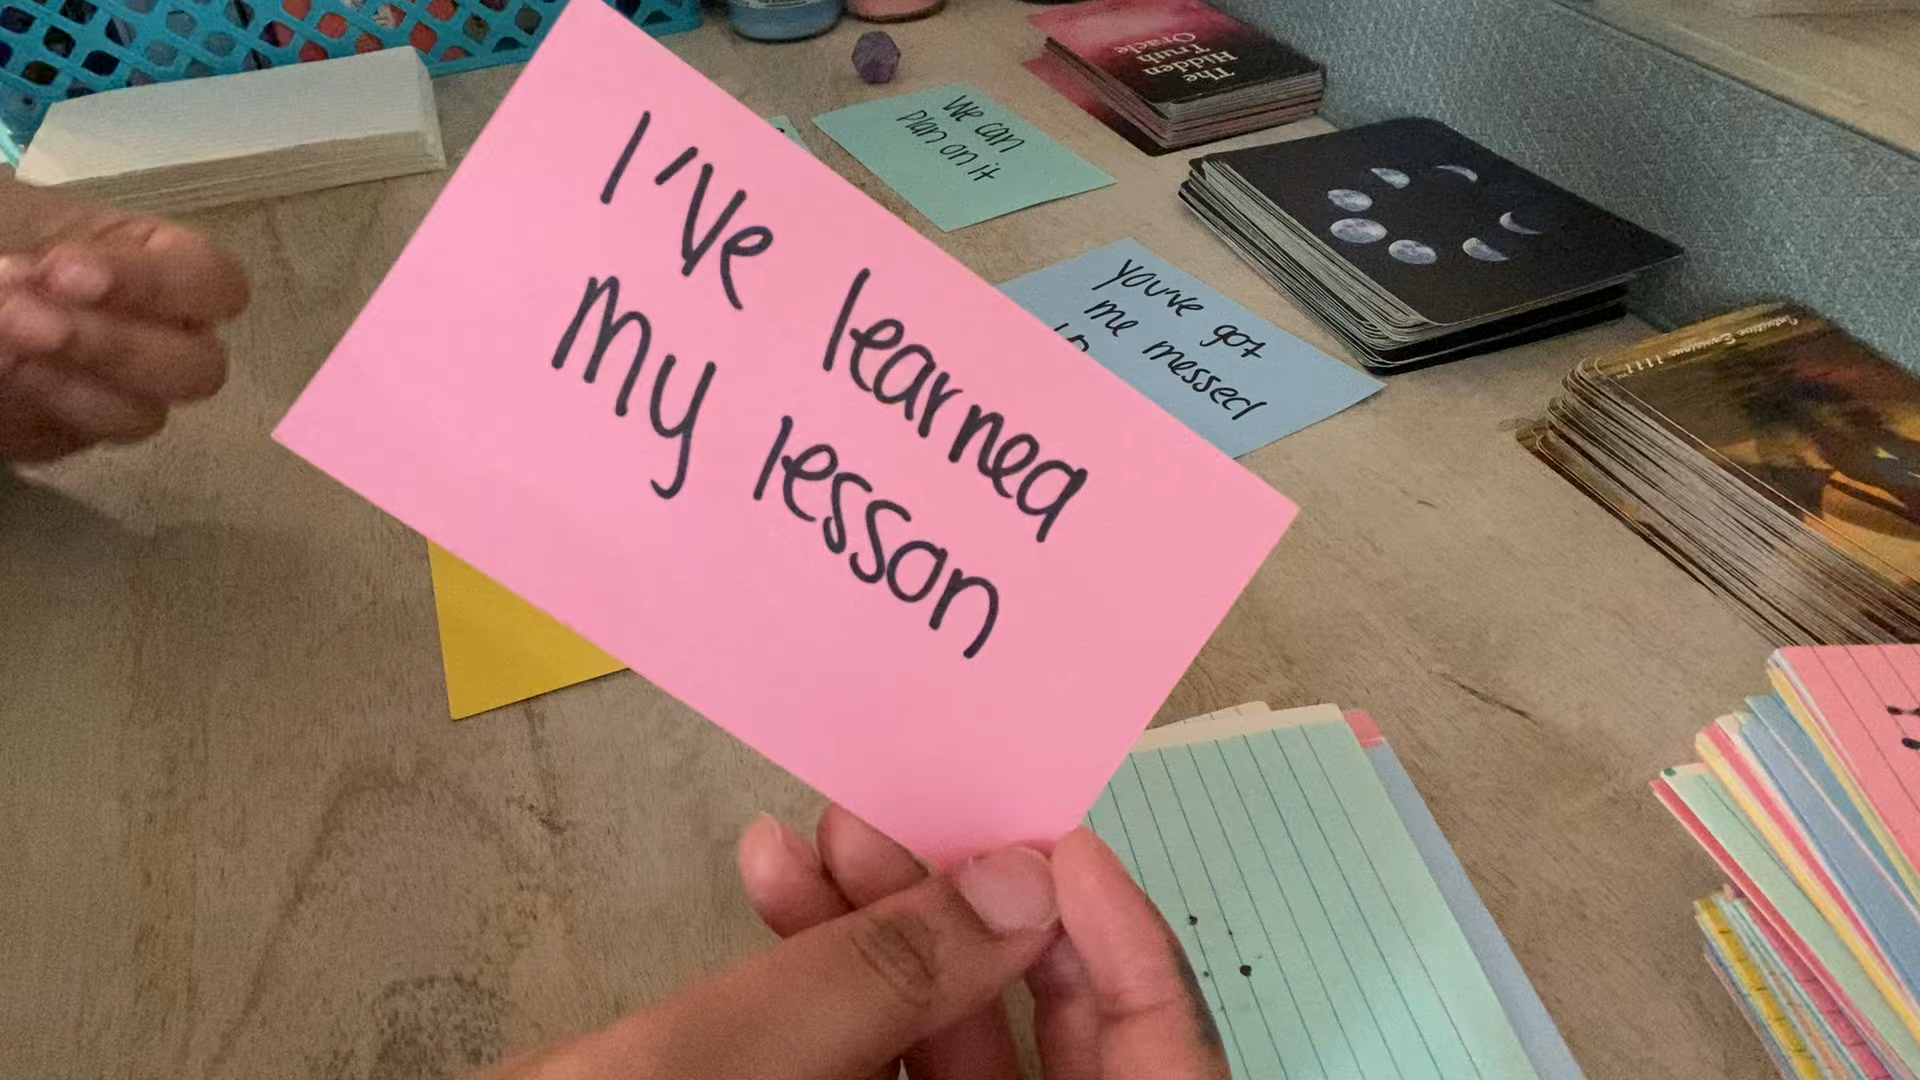 I've learned
my lesson
We can
plan on it
you've got
me messed
The
Hidden
Truth
Oracle